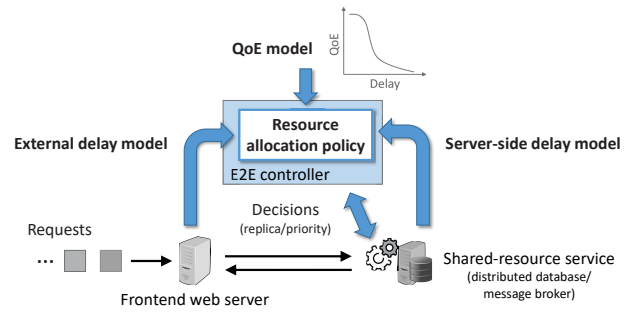 QoE model
QoE
Delay
External delay model
Resource
allocation policy
Server-side delay model
E2E controller
Decisions
(replica/priority)
Requests
...
Frontend web server
Shared-resource service
(distributed database/
message broker)